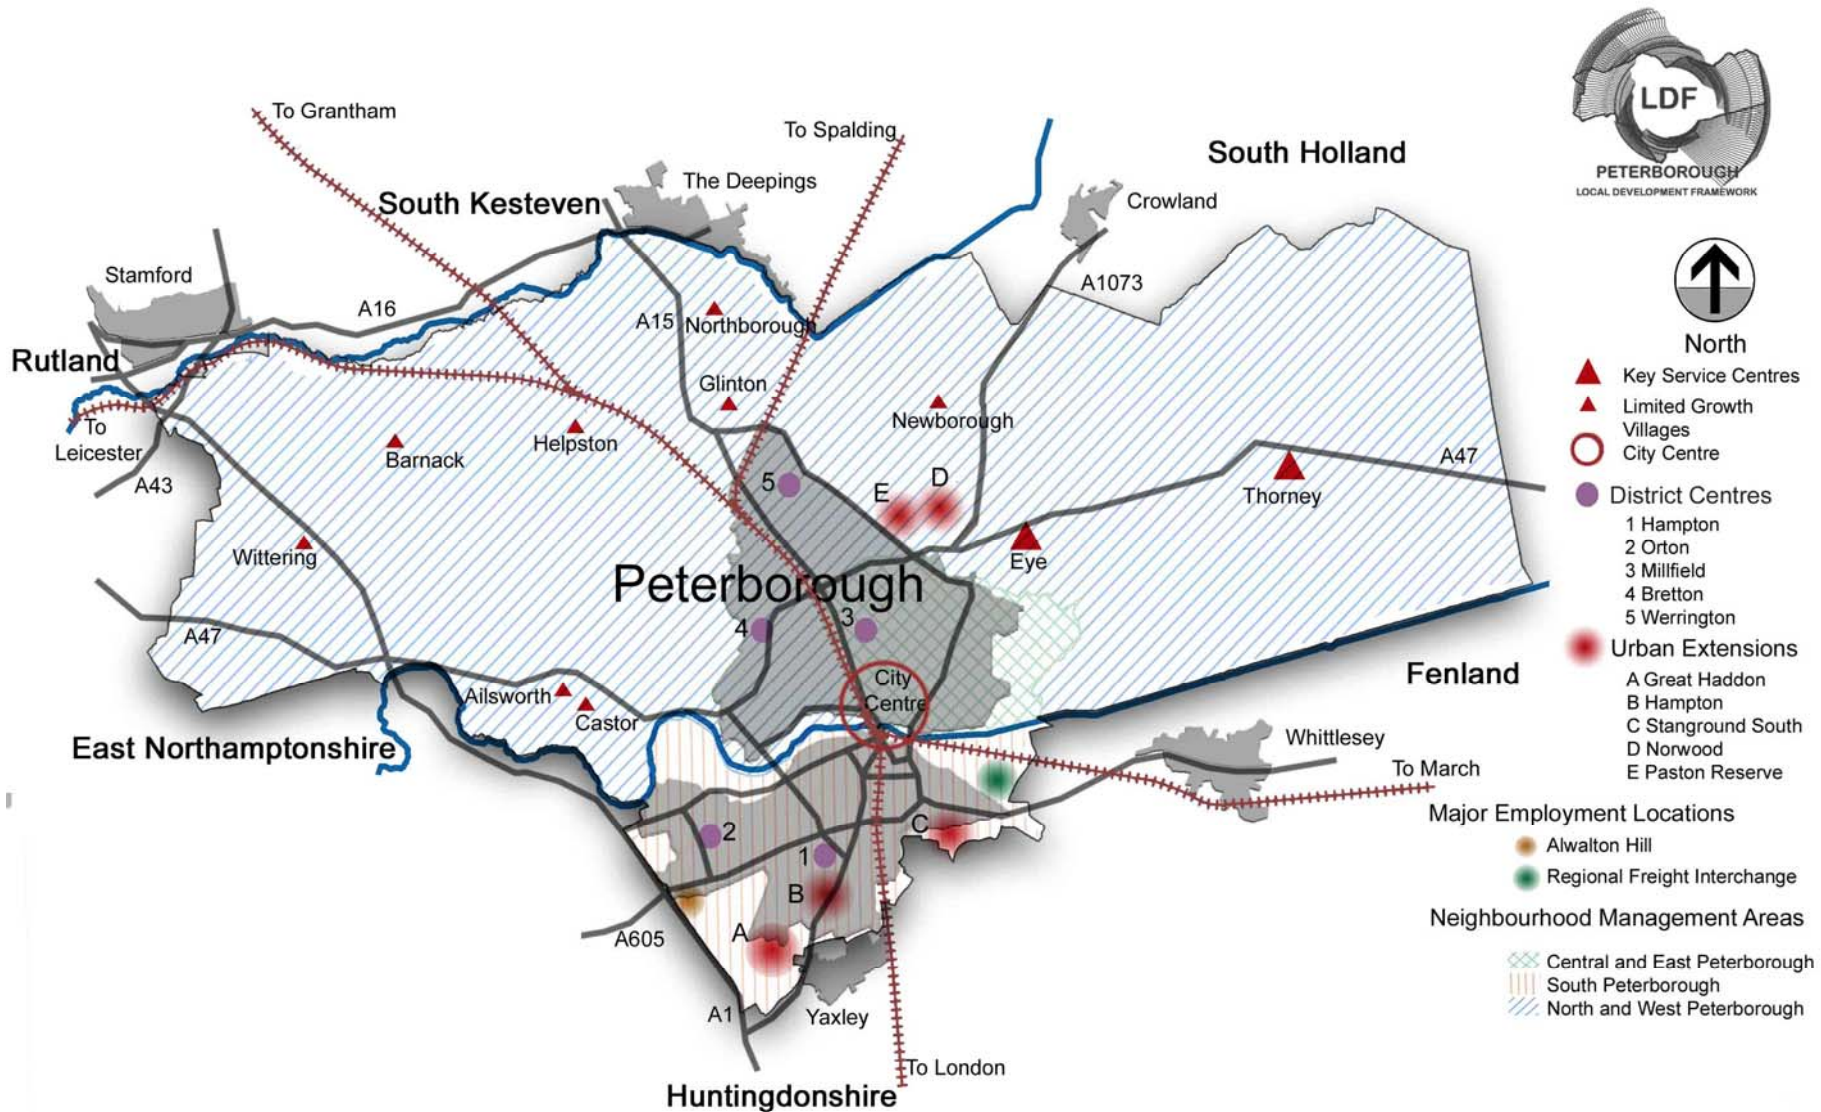 To Grantham
To Spalding
South Holland
LDF
PETERBOROUGH
LOCAL DEVELOPMENT FRAMEWORK
South Kesteven
The Deepings
Crowland
Stamford
A16
A15
Northborough
A1073
Rutland
North
Key Service Centres
Limited Growth
Villages
City Centre
To
Leicester
A43
Barnack
Helpston
Glinton
Newborough
A47
Thorney
5
E
D
District Centres
1 Hampton
2 Orton
3 Millfield
4 Bretton
5 Werrington
Wittering
Eye
Peterborough
A47
4
3
Urban Extensions
A Great Haddon
B Hampton
C Stanground South
D Norwood
E Paston Reserve
City
Centre
Fenland
Ailsworth
Castor
East Northamptonshire
Whittlesey
To March
Major Employment Locations
Alwalton Hill
Regional Freight Interchange
2
1
C
B
A
A605
Neighbourhood Management Areas
Central and East Peterborough
South Peterborough
North and West Peterborough
A1
Yaxley
To London
Huntingdonshire